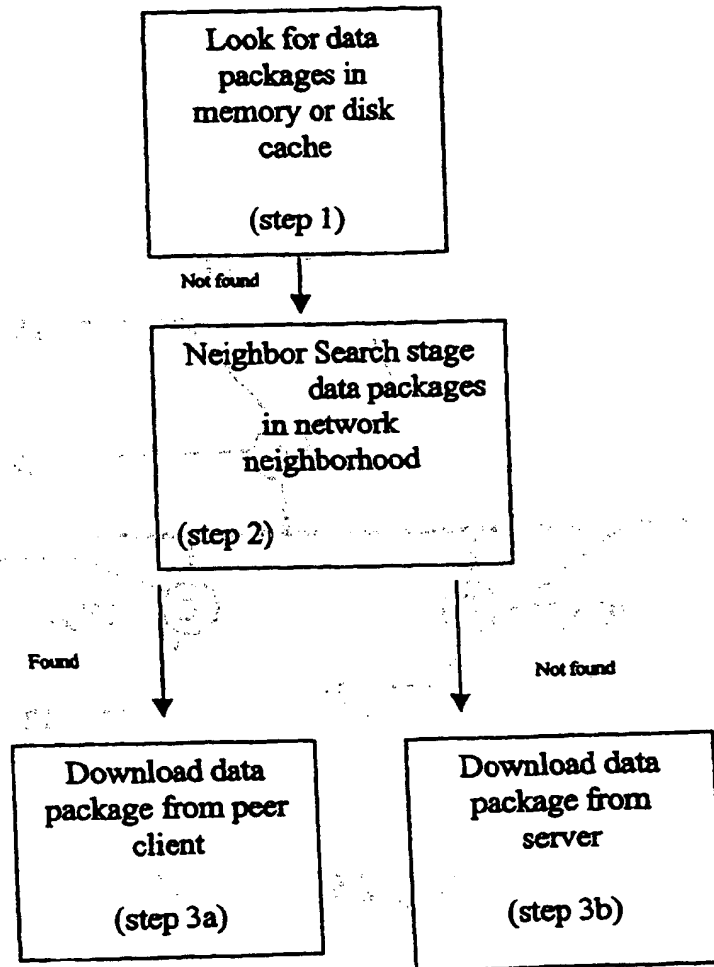 Look for data
packages in
memory or disk
cache
(step 1)
Not found
Neighbor Search stage
data packages
in network
neighborhood
(step 2)
Found
Not found
Download data
package from peer
client
(step 3a)
Download data
package from
server
(step 3b)